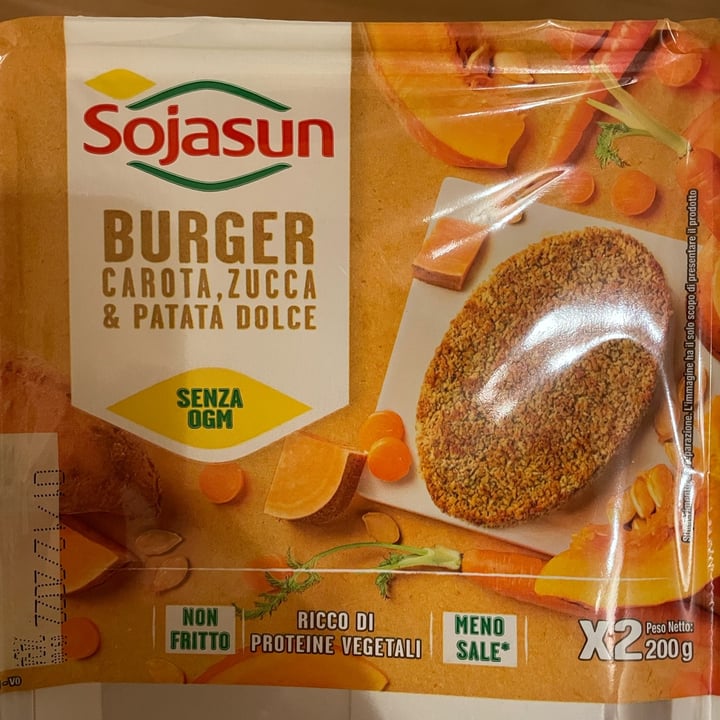 Sojasun
BURGER
CAROTA, ZUCCA
& PATATA DOLCE
SENZA
OGM
NON
FRITTO
RICCO DI
PROTEINE VEGETALI
MENO
SALE*
X2 Peso Netto:
200 g
L'immagine ha il solo scopo di presentare il prodotto